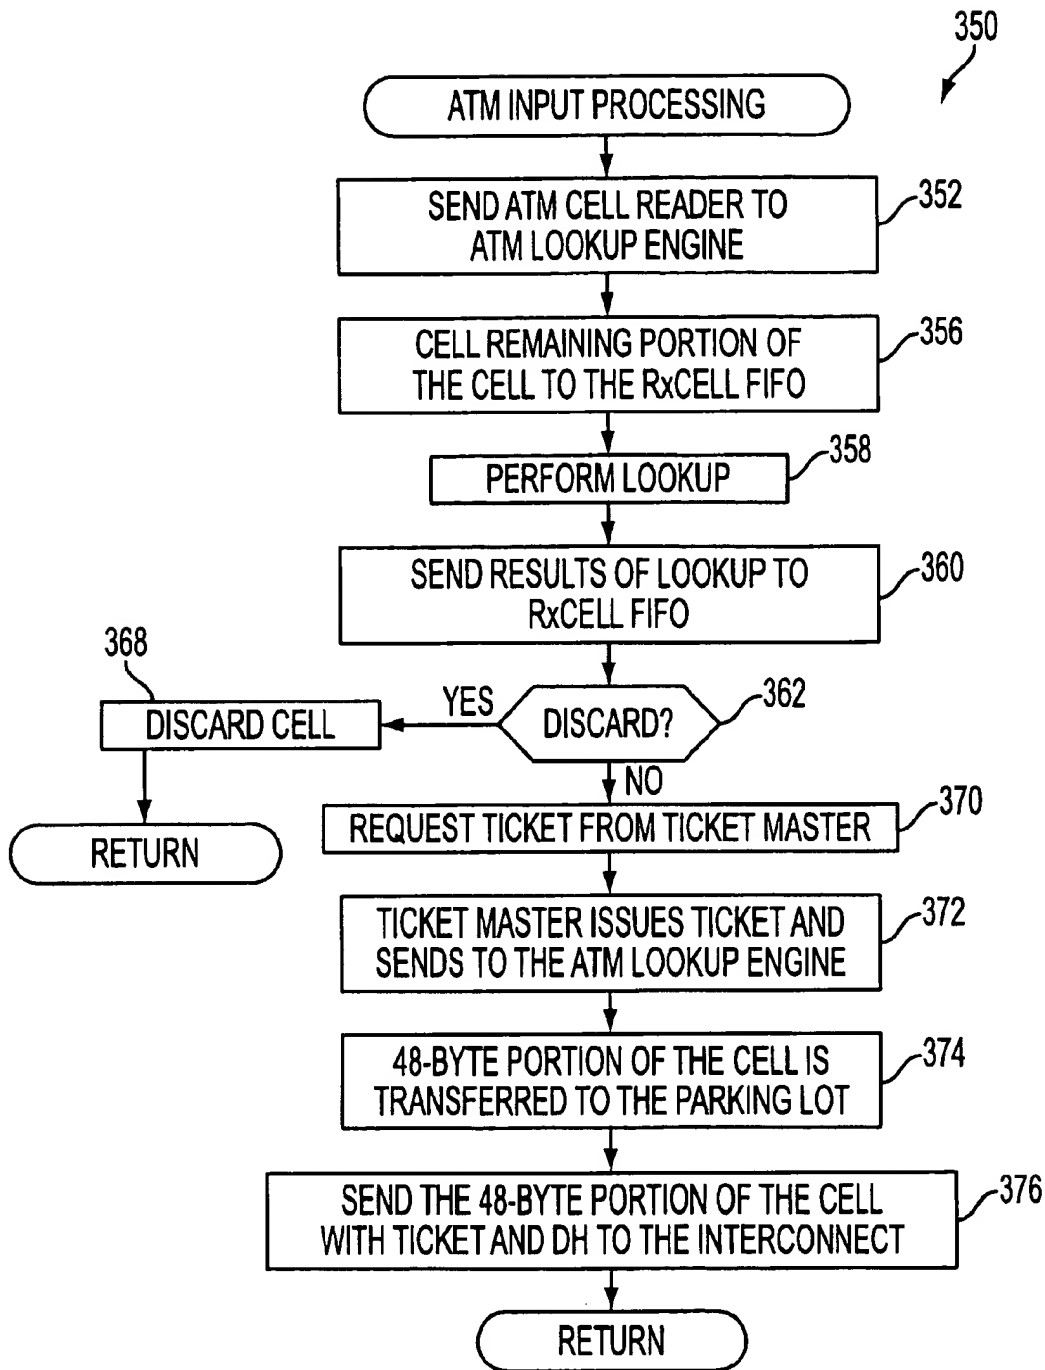 350
ATM INPUT PROCESSING
SEND ATM CELL READER TO
ATM LOOKUP ENGINE
352
CELL REMAINING PORTION OF
THE CELL TO THE RxCELL FIFO
356
PERFORM LOOKUP
358
SEND RESULTS OF LOOKUP TO
RxCELL FIFO
360
DISCARD?
362
YES
368
DISCARD CELL
RETURN
NO
REQUEST TICKET FROM TICKET MASTER
370
TICKET MASTER ISSUES TICKET AND
SENDS TO THE ATM LOOKUP ENGINE
372
48-BYTE PORTION OF THE CELL IS
TRANSFERRED TO THE PARKING LOT
374
SEND THE 48-BYTE PORTION OF THE CELL
WITH TICKET AND DH TO THE INTERCONNECT
376
RETURN